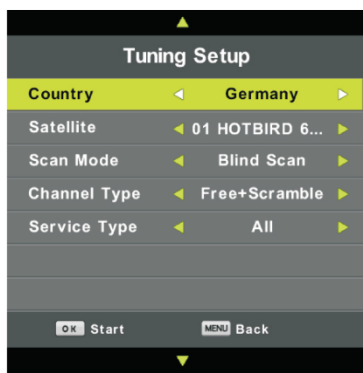 Tuning Setup
Country Germany
Satellite 01 HOTBIRD 6...
Scan Mode Blind Scan
Channel Type Free+Scramble
Service Type All
OK Start MENU Back